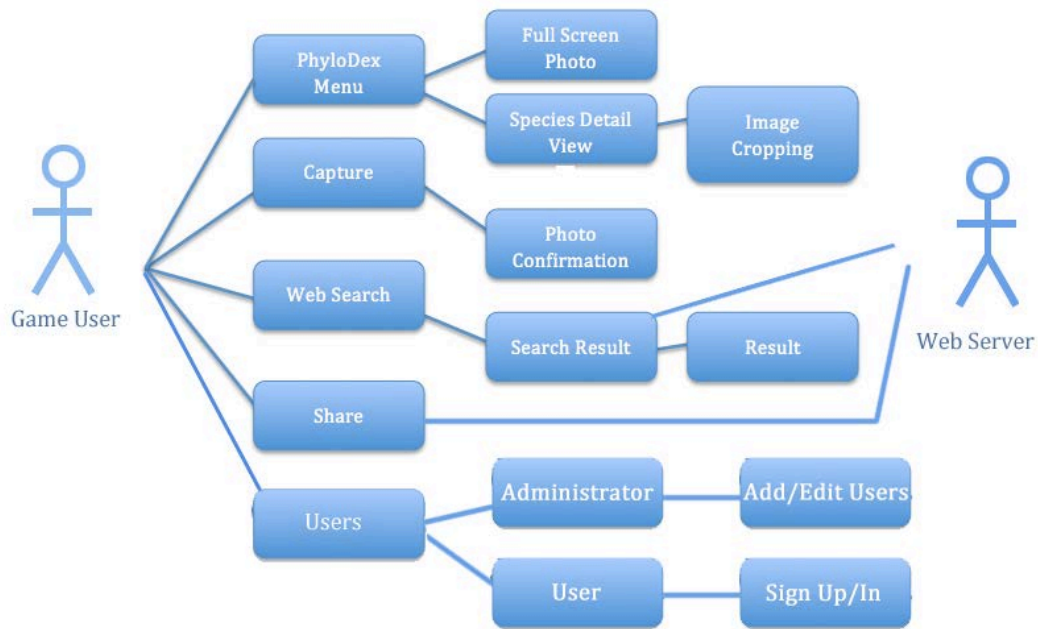 Full Screen
Photo
PhyloDex
Menu
Species Detail
View
Image
Cropping
Capture
Photo
Confirmation
Game User
Web Search
Search Result
Result
Web Server
Share
Administrator
Add/Edit Users
Users
User
Sign Up/In